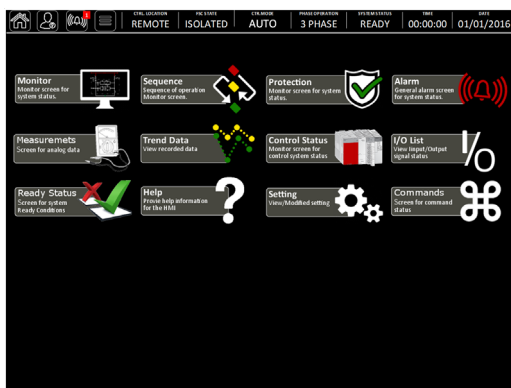 1
CTRL. LOCATION
REMOTE
FIC STATE
ISOLATED
CTR.MODE
AUTO
PHASE OPERATION
3 PHASE
SYSTEM STATUS
READY
TIME
00:00:00
DATE
01/01/2016
Monitor
Monitor screen for
system status.
Sequence
Sequence of operation
Monitor screen.
Protection
Monitor screen for system
status.
Alarm
General alarm screen
for system status.
Measuremets
Screen for analog data
Trend Data
View recorded data
Control Status
Monitor screen for
control system status
I/O List
View Input/Output
signal status
I/O
Ready Status
Screen for system
Ready Conditions
Help
Provie help information
for the HMI
?
Setting
View/Modified setting
Commands
Screen for command
status
⌘